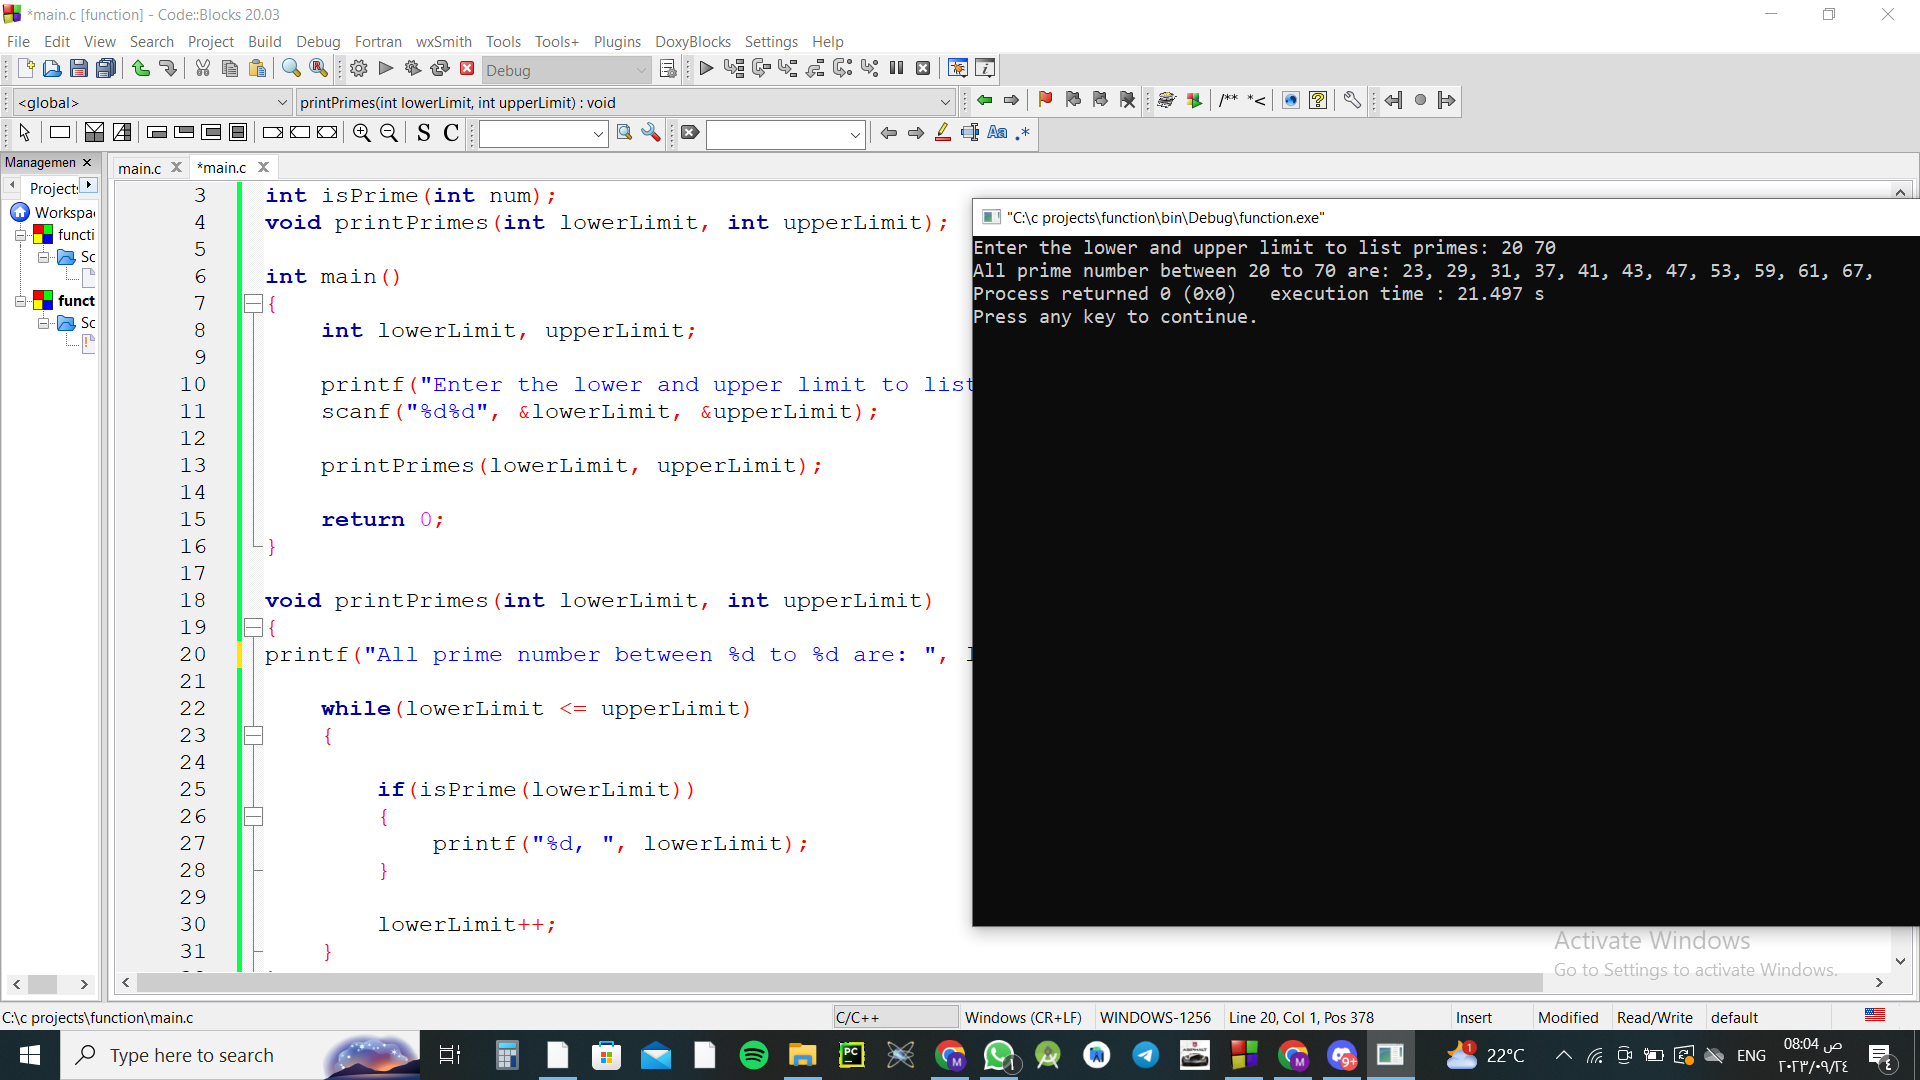 *main.c [function] - Code::Blocks 20.03
File Edit View Search Project Build Debug Fortran wxSmith Tools Tools+ Plugins DoxyBlocks Settings Help
Debug
<global> printPrimes(int lowerLimit, int upperLimit) : void
/** *<
S C
Aa .*
Managemen
main.c *main.c
Projects
Workspa
functi
Sc
funct
Sc
3 int isPrime(int num);
4 void printPrimes(int lowerLimit, int upperLimit);
5
6 int main()
7 {
8 int lowerLimit, upperLimit;
9
10 printf("Enter the lower and upper limit to list
11 scanf("%d%d", &lowerLimit, &upperLimit);
12
13 printPrimes(lowerLimit, upperLimit);
14
15 return 0;
16 }
17
18 void printPrimes(int lowerLimit, int upperLimit)
19 {
20 printf("All prime number between %d to %d are: ", l
21
22 while(lowerLimit <= upperLimit)
23 {
24
25 if(isPrime(lowerLimit))
26 {
27 printf("%d, ", lowerLimit);
28 }
29
30 lowerLimit++;
31 }
"C:\c projects\function\bin\Debug\function.exe"
Enter the lower and upper limit to list primes: 20 70
All prime number between 20 to 70 are: 23, 29, 31, 37, 41, 43, 47, 53, 59, 61, 67,
Process returned 0 (0x0)   execution time : 21.497 s
Press any key to continue.
Activate Windows
Go to Settings to activate Windows.
C:\c projects\function\main.c C/C++ Windows (CR+LF) WINDOWS-1256 Line 20, Col 1, Pos 378 Insert Modified Read/Write default
Type here to search
PC
M
1
M
9+
1
22°C
ENG
08:04 ص
٢٠٢٣/٠٩/٢٤
٤